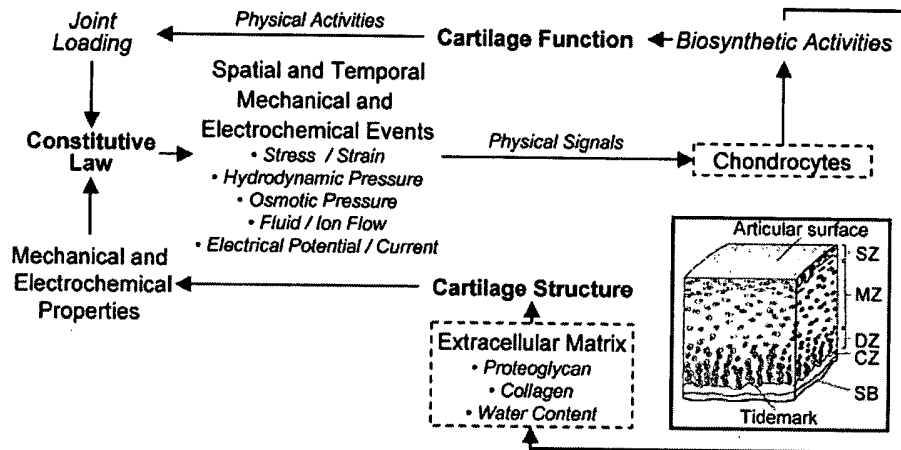 Joint
Loading
Physical Activities
Cartilage Function
Biosynthetic Activities
Spatial and Temporal
Mechanical and
Electrochemical Events
• Stress / Strain
• Hydrodynamic Pressure
• Osmotic Pressure
• Fluid / Ion Flow
• Electrical Potential / Current
Constitutive
Law
Physical Signals
Chondrocytes
Mechanical and
Electrochemical
Properties
Cartilage Structure
Extracellular Matrix
• Proteoglycan
• Collagen
• Water Content
Articular surface
SZ
MZ
DZ
CZ
SB
Tidemark